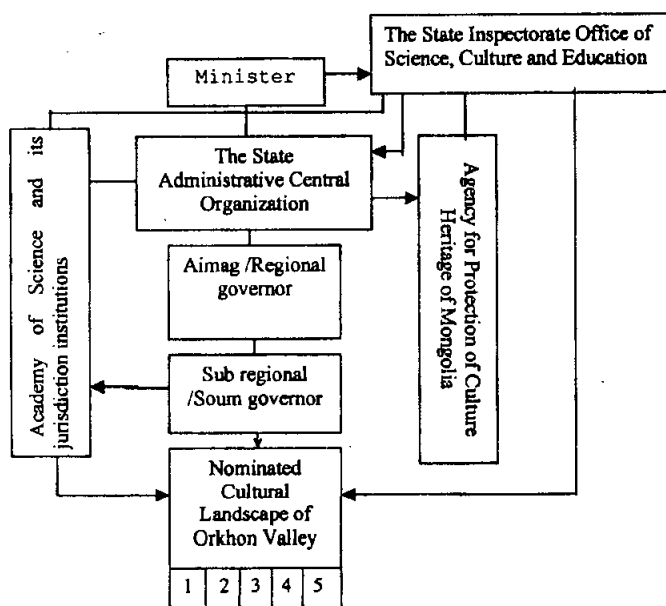 The State Inspectorate Office of
Science, Culture and Education
Minister
The State
Administrative Central
Organization
Academy of Science and its
jurisdiction institutions
Agency for Protection of Culture
Heritage of Mongolia
Aimag /Regional
governor
Sub regional
/Soum governor
Nominated
Cultural
Landscape of
Orkhon Valley
1 2 3 4 5